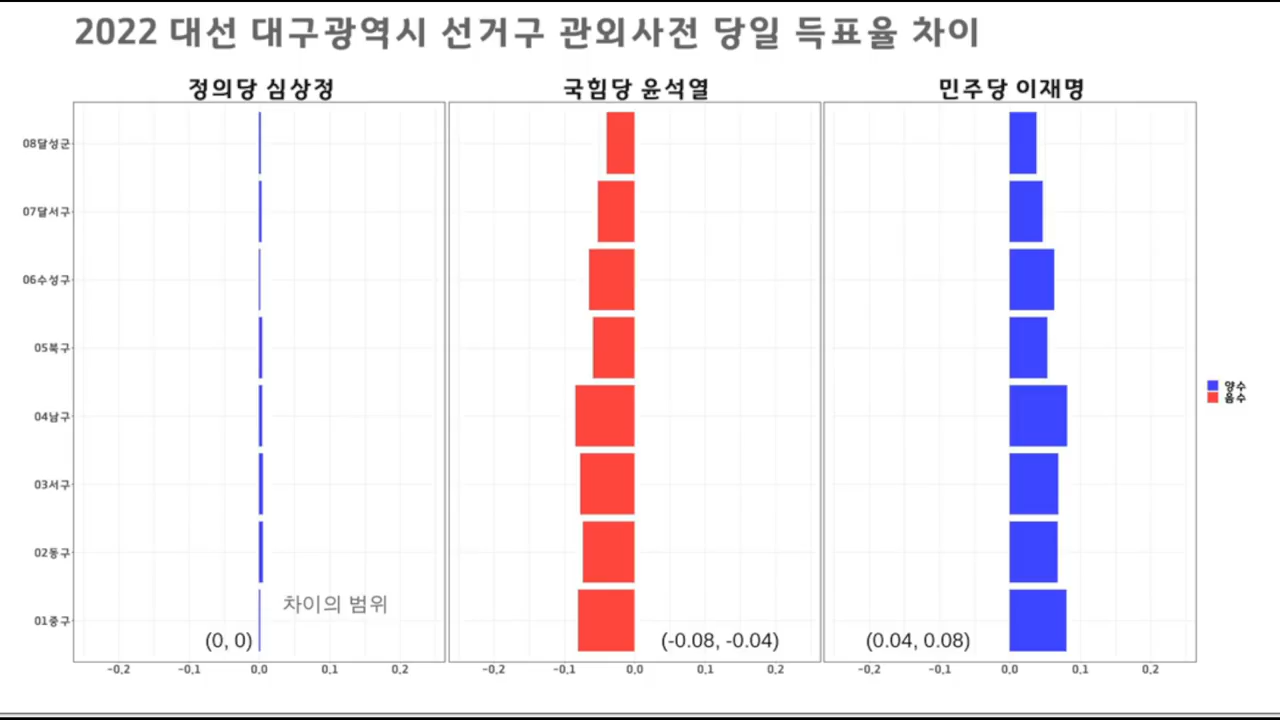 2022 대선 대구광역시 선거구 관외사전 당일 득표율 차이
정의당 심상정
국힘당 윤석열
민주당 이재명
08달성군
07달서구
06수성구
05북구
04남구
03서구
02동구
01중구
차이의 범위
(0, 0)
(-0.08, -0.04)
(0.04, 0.08)
-0.2 -0.1 0.0 0.1 0.2
-0.2 -0.1 0.0 0.1 0.2
-0.2 -0.1 0.0 0.1 0.2
양수
음수